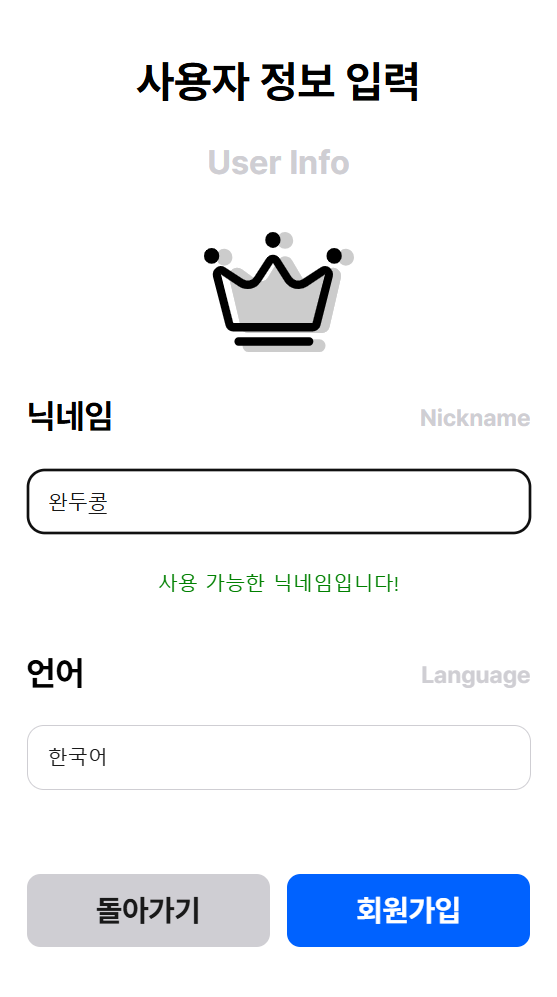 사용자 정보 입력
User Info
닉네임 Nickname
완두콩
사용 가능한 닉네임입니다!
언어 Language
한국어
돌아가기 회원가입